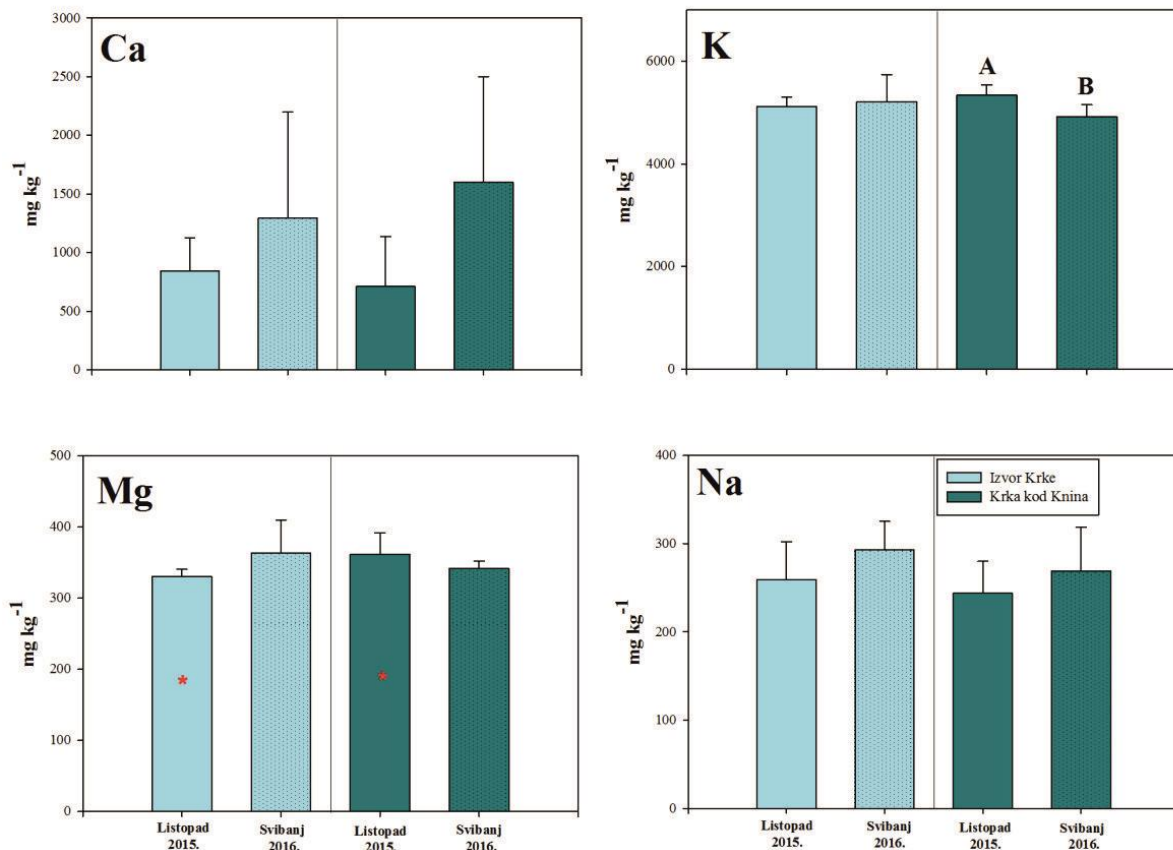 Ca
3000
2500
2000
1500
1000
500
0
mg kg-1
K
6000
4000
2000
0
mg kg-1
A
B
Mg
500
400
300
200
100
0
mg kg-1
*
*
Listopad
2015.
Svibanj
2016.
Listopad
2015.
Svibanj
2016.
Na
400
300
200
100
0
mg kg-1
Izvor Krke
Krka kod Knina
Listopad
2015.
Svibanj
2016.
Listopad
2015.
Svibanj
2016.